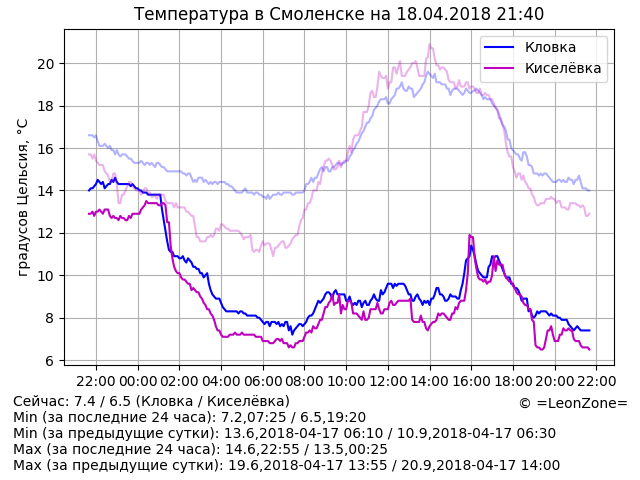 Температура в Смоленске на 18.04.2018 21:40
Кловка
Киселёвка
градусов Цельсия, °C
20
18
16
14
12
10
8
6
22:00 00:00 02:00 04:00 06:00 08:00 10:00 12:00 14:00 16:00 18:00 20:00 22:00
Сейчас: 7.4 / 6.5 (Кловка / Киселёвка)
© =LeonZone=
Min (за последние 24 часа): 7.2,07:25 / 6.5,19:20
Min (за предыдущие сутки): 13.6,2018-04-17 06:10 / 10.9,2018-04-17 06:30
Max (за последние 24 часа): 14.6,22:55 / 13.5,00:25
Max (за предыдущие сутки): 19.6,2018-04-17 13:55 / 20.9,2018-04-17 14:00